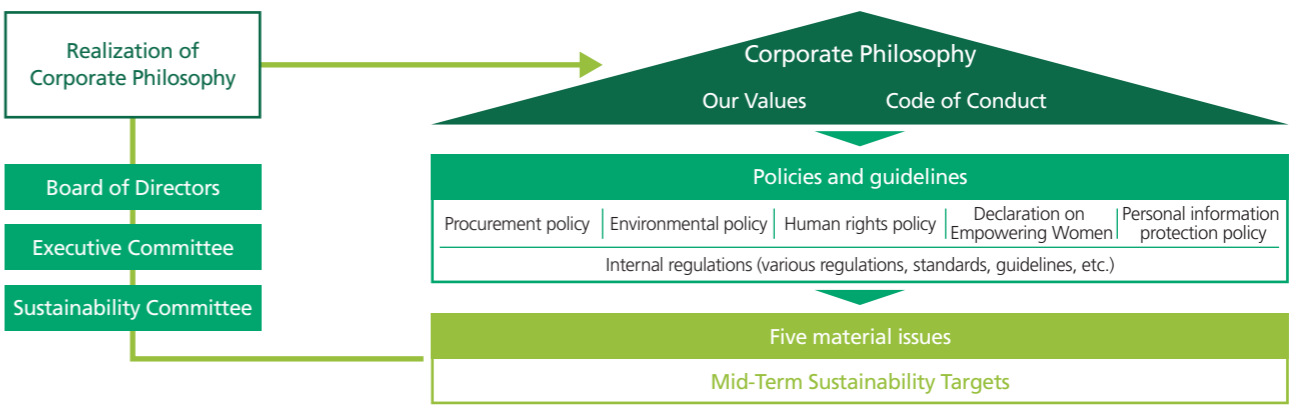 Realization of
Corporate Philosophy
Board of Directors
Executive Committee
Sustainability Committee
Corporate Philosophy
Our Values Code of Conduct
Policies and guidelines
Procurement policy
Environmental policy
Human rights policy
Declaration on
Empowering Women
Personal information
protection policy
Internal regulations (various regulations, standards, guidelines, etc.)
Five material issues
Mid-Term Sustainability Targets